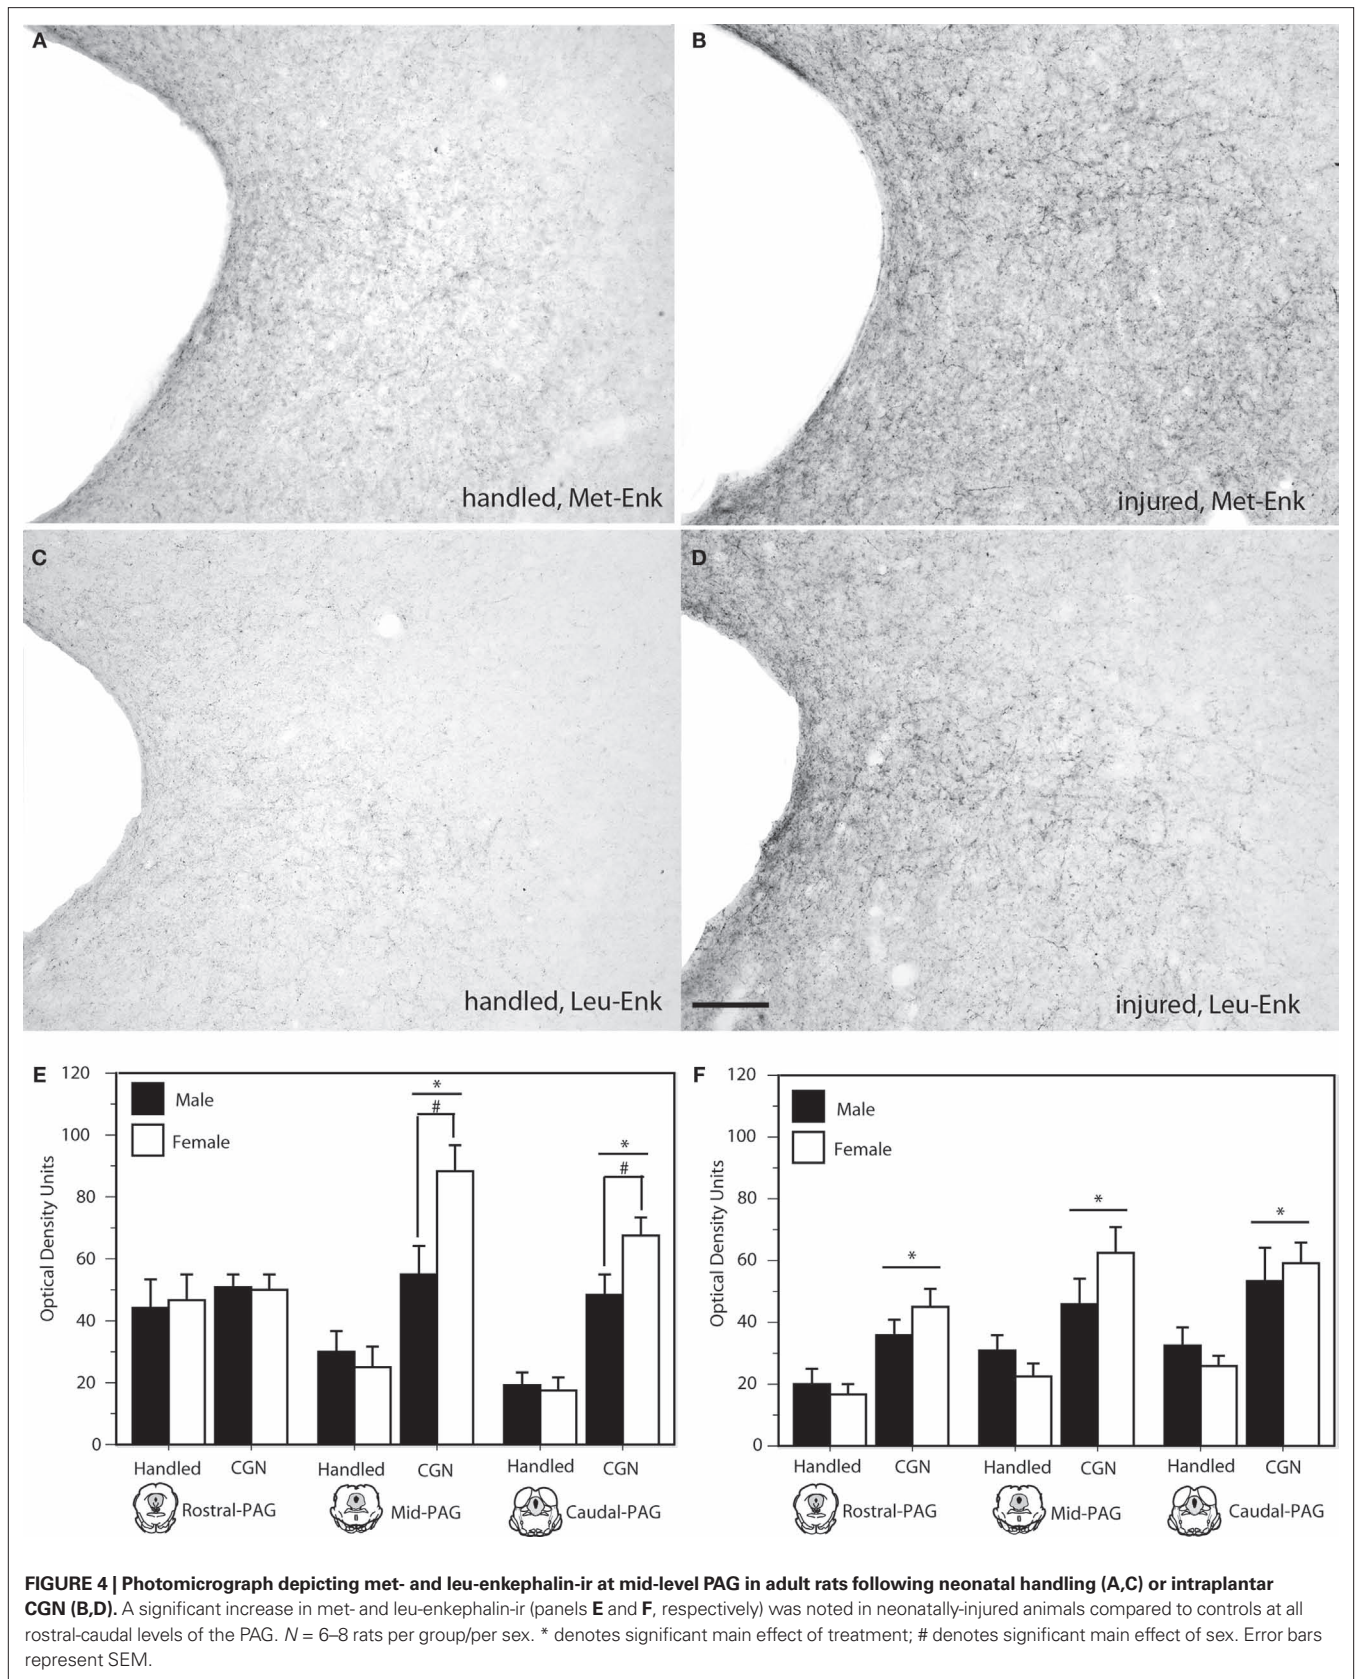 A
B
handled, Met-Enk
injured, Met-Enk
C
D
handled, Leu-Enk
injured, Leu-Enk
E
120
100
80
60
40
20
0
Optical Density Units
Male
Female
*
#
*
#
Handled
CGN
Handled
CGN
Handled
CGN
Rostral-PAG
Mid-PAG
Caudal-PAG
F
120
100
80
60
40
20
0
Optical Density Units
Male
Female
*
*
*
Handled
CGN
Handled
CGN
Handled
CGN
Rostral-PAG
Mid-PAG
Caudal-PAG
FIGURE 4 | Photomicrograph depicting met- and leu-enkephalin-ir at mid-level PAG in adult rats following neonatal handling (A,C) or intraplantar
CGN (B,D). A significant increase in met- and leu-enkephalin-ir (panels E and F, respectively) was noted in neonatally-injured animals compared to controls at all
rostral-caudal levels of the PAG. N = 6–8 rats per group/per sex. * denotes significant main effect of treatment; # denotes significant main effect of sex. Error bars
represent SEM.